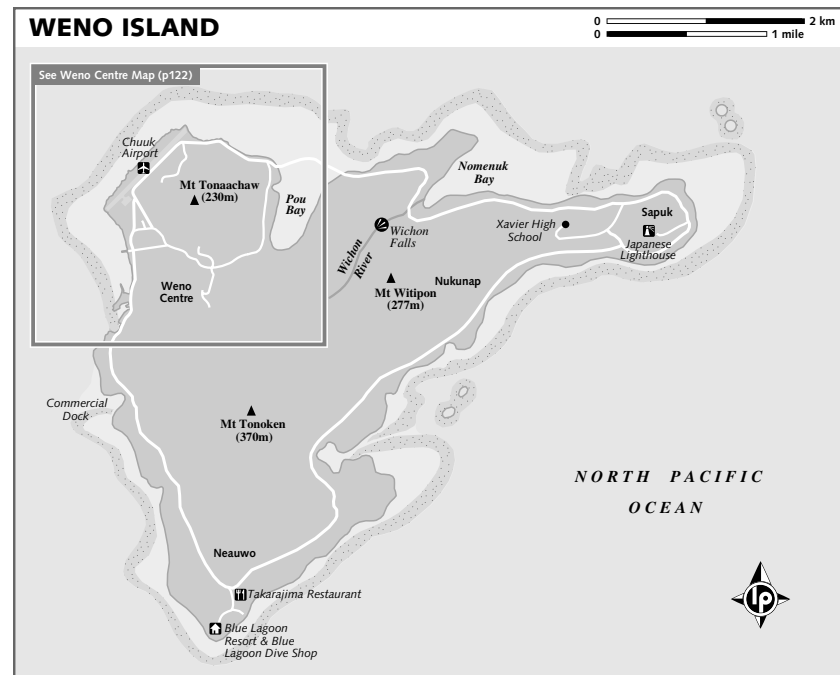 WENO ISLAND
0 2 km
0 1 mile
See Weno Centre Map (p122)
Chuuk
Airport
Mt Tonaachaw
(230m)
Pou
Bay
Nomenuk
Bay
Wichon
Falls
Wichon
River
Xavier High
School
Sapuk
Japanese
Lighthouse
Nukunap
Mt Witipon
(277m)
Weno
Centre
Commercial
Dock
Mt Tonoken
(370m)
NORTH PACIFIC
OCEAN
Neauwo
Takarajima Restaurant
Blue Lagoon
Resort & Blue
Lagoon Dive Shop
lp